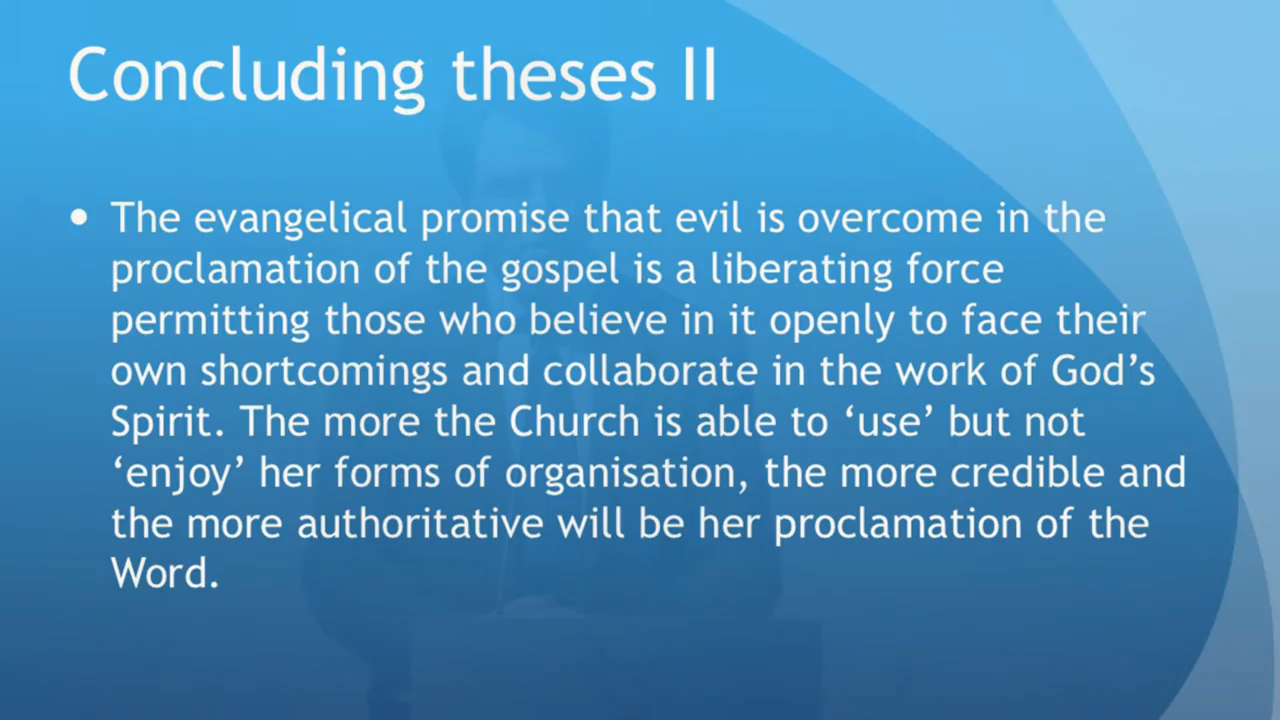 Concluding theses II
• The evangelical promise that evil is overcome in the
proclamation of the gospel is a liberating force
permitting those who believe in it openly to face their
own shortcomings and collaborate in the work of God’s
Spirit. The more the Church is able to ‘use’ but not
‘enjoy’ her forms of organisation, the more credible and
the more authoritative will be her proclamation of the
Word.